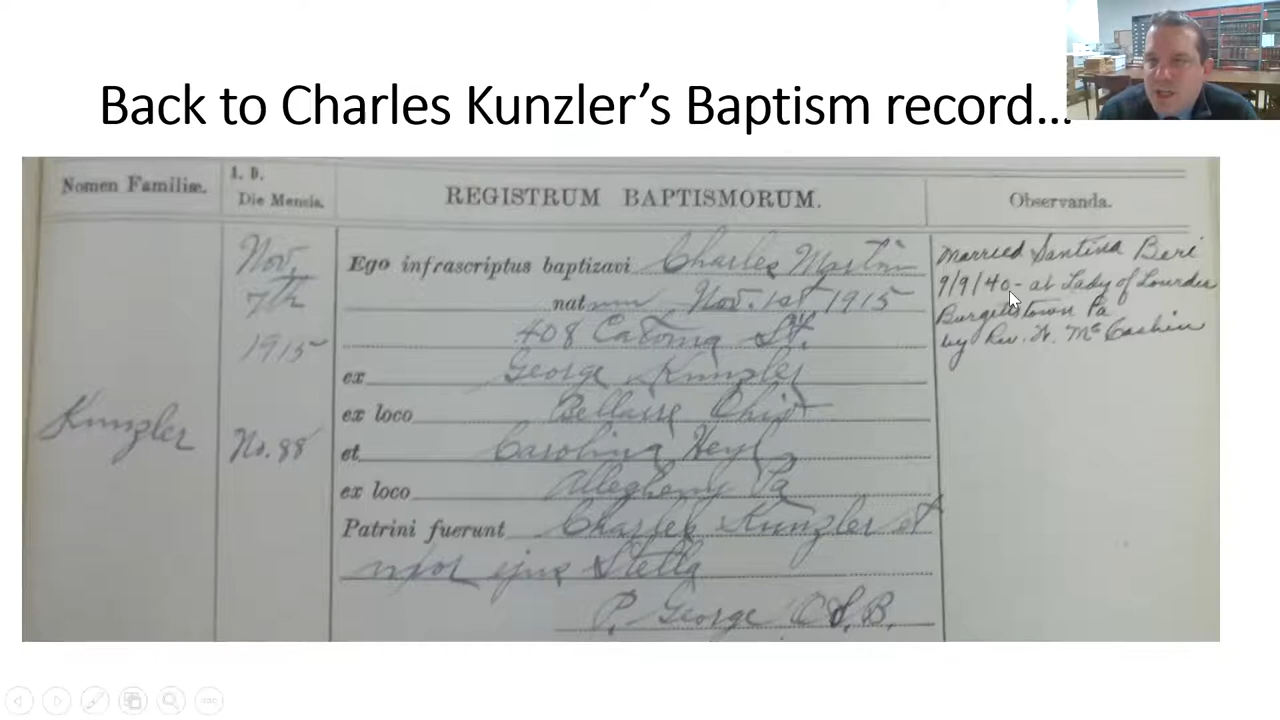 Back to Charles Kunzler's Baptism record...
Nomen Familiæ.
A. D.
Die Mensis.
REGISTRUM BAPTISMORUM.
Observanda.
Kunzler
Nov.
7th
1915
No. 88
Ego infrascriptus baptizavi Charles Martin
natum Nov. 1st 1915
408 St.
ex George Kunzler
ex loco Bellaire Ohio
et Carolina Heyl
ex loco Allegheny Pa
Patrini fuerunt Charles Kunzler et
uxor ejus Stella
P. George O.S.B.
Married Santina Beri
9/9/40 - at Lady of Lourdes
Burgettstown Pa
by Rev. McCashin